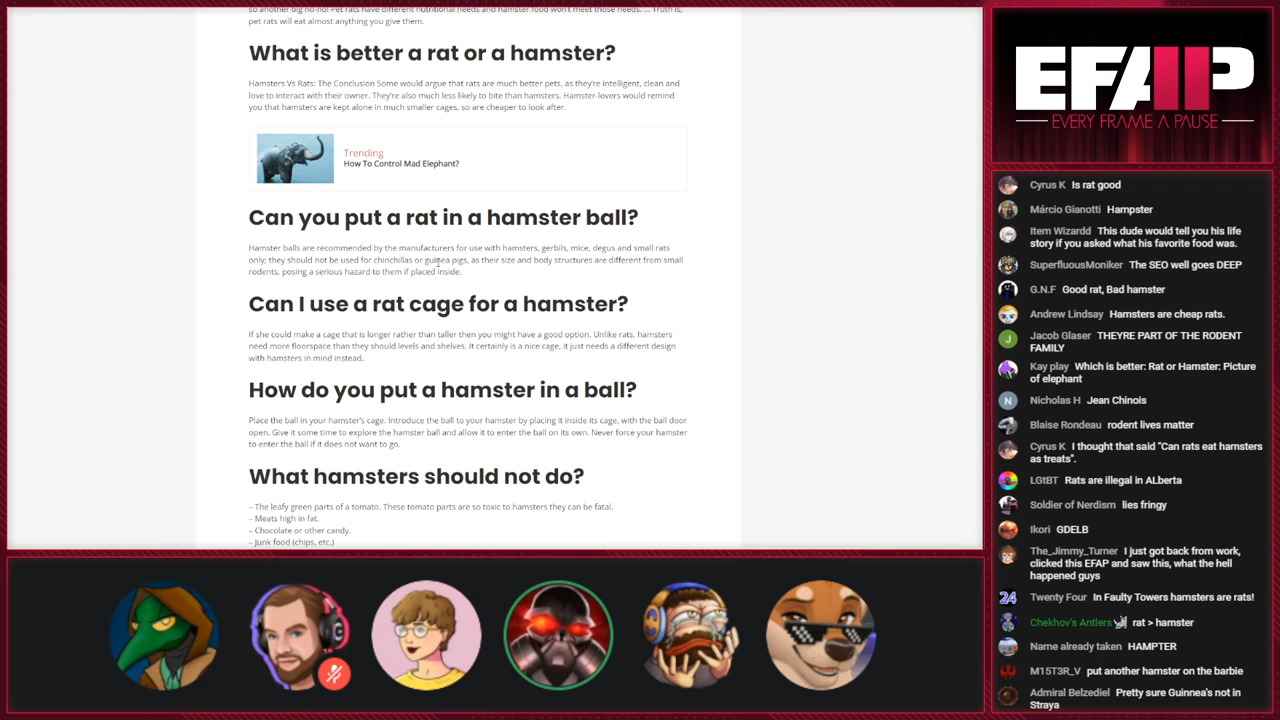 so another big no-no! Pet rats have different nutritional needs and hamster food won't meet those needs. ... Truth is,
pet rats will eat almost anything you give them.
What is better a rat or a hamster?
Hamsters Vs Rats: The Conclusion Some would argue that rats are much better pets, as they're intelligent, clean and
love to interact with their owner. They're also much less likely to bite than hamsters. Hamster-lovers would remind
you that hamsters are kept alone in much smaller cages, so are cheaper to look after.
Trending
How To Control Mad Elephant?
Can you put a rat in a hamster ball?
Hamster balls are recommended by the manufacturers for use with hamsters, gerbils, mice, degus and small rats
only; they should not be used for chinchillas or guinea pigs, as their size and body structures are different from small
rodents, posing a serious hazard to them if placed inside.
Can I use a rat cage for a hamster?
If she could make a cage that is longer rather than taller then you might have a good option. Unlike rats, hamsters
need more floorspace than they should levels and shelves. It certainly is a nice cage, it just needs a different design
with hamsters in mind instead.
How do you put a hamster in a ball?
Place the ball in your hamster's cage. Introduce the ball to your hamster by placing it inside its cage, with the ball door
open. Give it some time to explore the hamster ball and allow it to enter the ball on its own. Never force your hamster
to enter the ball if it does not want to go.
What hamsters should not do?
– The leafy green parts of a tomato. These tomato parts are so toxic to hamsters they can be fatal.
– Meats high in fat.
– Chocolate or other candy.
– Junk food (chips, etc.)
EFAP
EVERY FRAME A PAUSE
Cyrus K Is rat good
Márcio Gianotti Hampster
Item Wizardd This dude would tell you his life
story if you asked what his favorite food was.
SuperfluousMoniker The SEO well goes DEEP
G.N.F Good rat, Bad hamster
Andrew Lindsay Hamsters are cheap rats.
Jacob Glaser THEYRE PART OF THE RODENT
FAMILY
Kay play Which is better: Rat or Hamster: Picture
of elephant
Nicholas H Jean Chinois
Blaise Rondeau rodent lives matter
Cyrus K I thought that said "Can rats eat hamsters
as treats".
LGtBT Rats are illegal in ALberta
Soldier of Nerdism lies fringy
Ikori GDELB
The_Jimmy_Turner I just got back from work,
clicked this EFAP and saw this, what the hell
happened guys
24 Twenty Four In Faulty Towers hamsters are rats!
Chekhov's Antlers rat > hamster
Name already taken HAMPTER
M15T3R_V put another hamster on the barbie
Admiral Belzediel Pretty sure Guinnea's not in
Straya